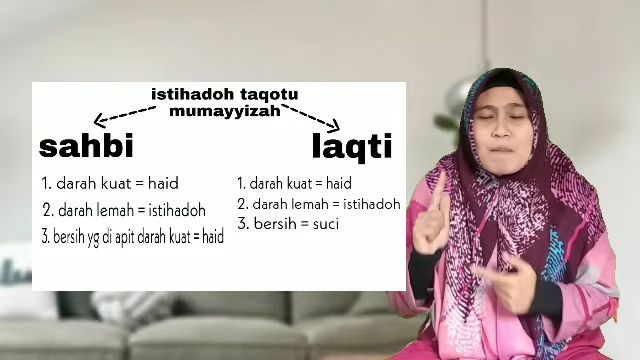 istihadoh taqotu
mumayyizah
sahbi
1. darah kuat = haid
2. darah lemah = istihadoh
3. bersih yg di apit darah kuat = haid
laqti
1. darah kuat = haid
2. darah lemah = istihadoh
3. bersih = suci